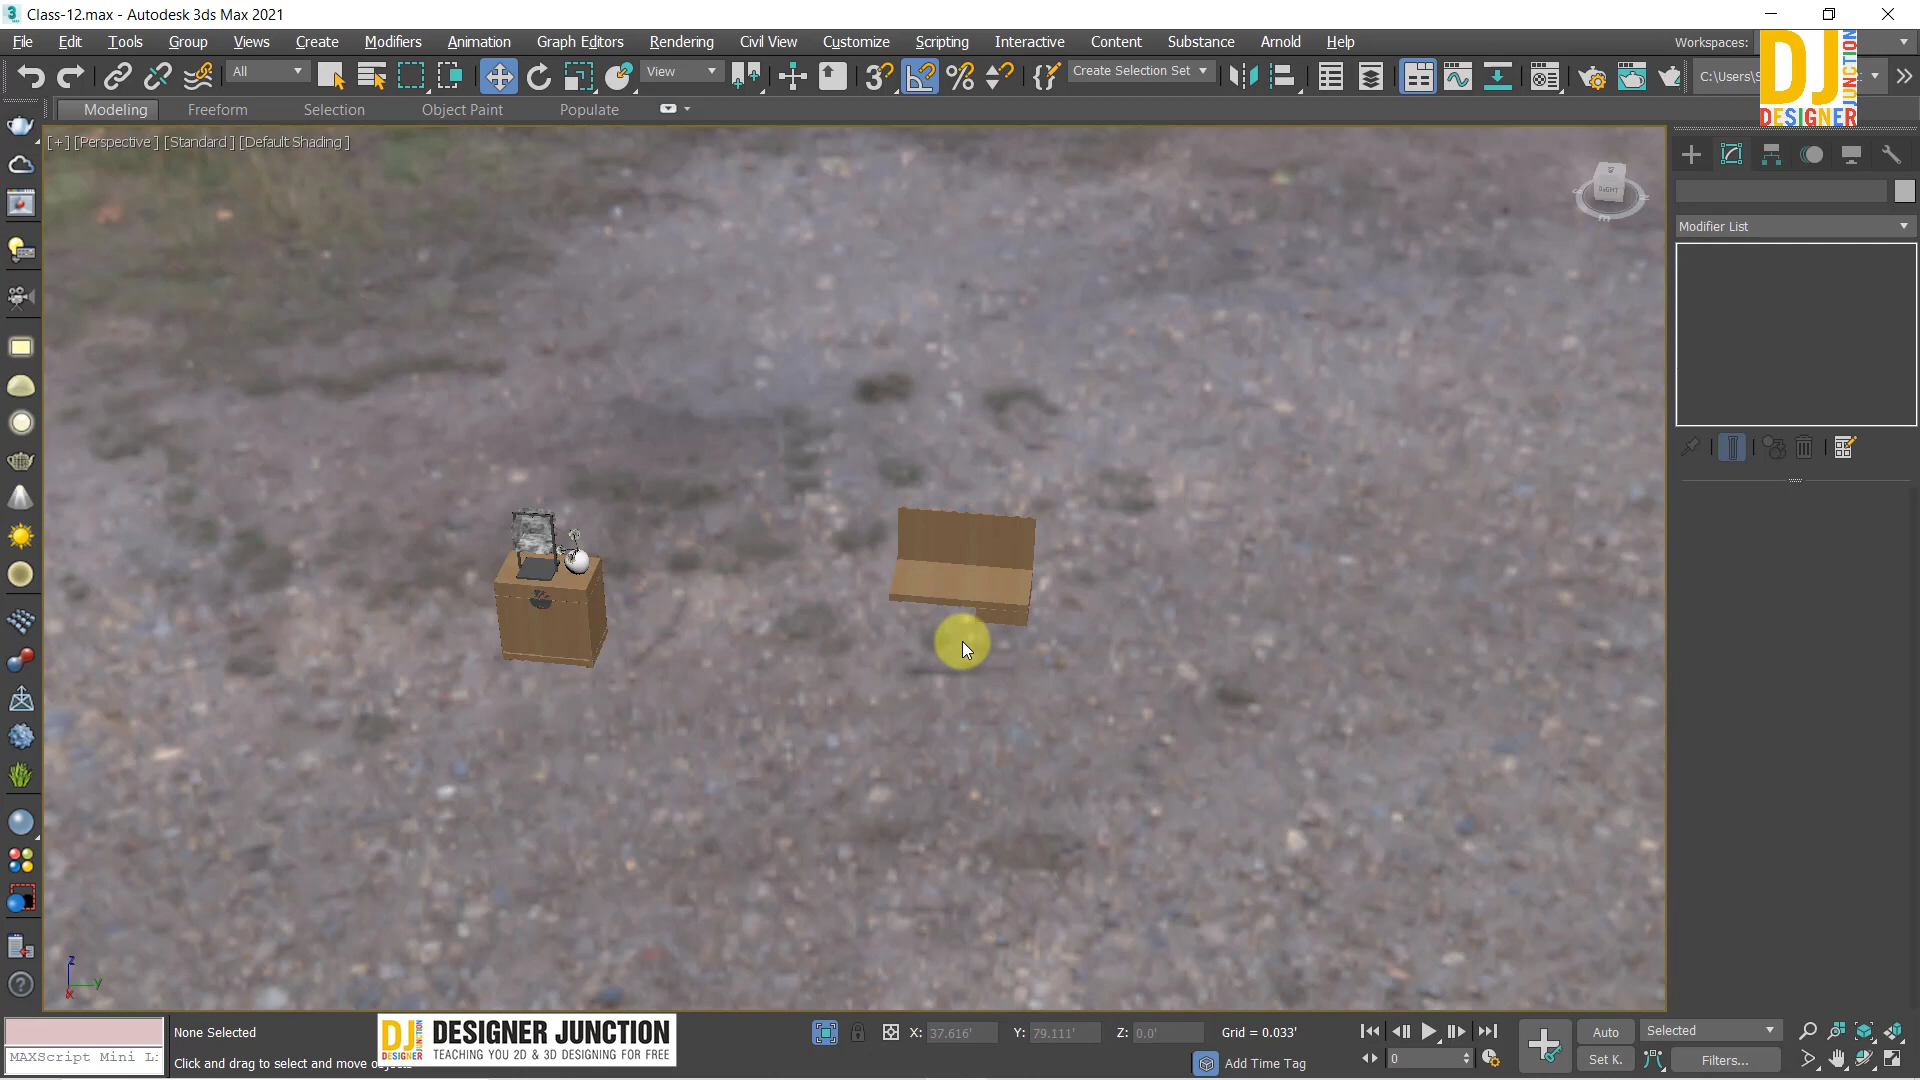 Class-12.max - Autodesk 3ds Max 2021
File Edit Tools Group Views Create Modifiers Animation Graph Editors Rendering Civil View Customize Scripting Interactive Content Substance Arnold Help
Workspaces:
All
View
Create Selection Set
C:\Users\S
DJ
JUNCTION
DESIGNER
Modeling Freeform Selection Object Paint Populate
[+] [Perspective ] [Standard ] [Default Shading ]
Modifier List
z
y
x
None Selected
MAXScript Mini L:
Click and drag to select and move
DJ
JUNCTION
DESIGNER
DESIGNER JUNCTION
TEACHING YOU 2D & 3D DESIGNING FOR FREE
X: 37.616' Y: 79.111' Z: 0.0' Grid = 0.033'
Add Time Tag
0
Auto
Set K.
Selected
Filters...